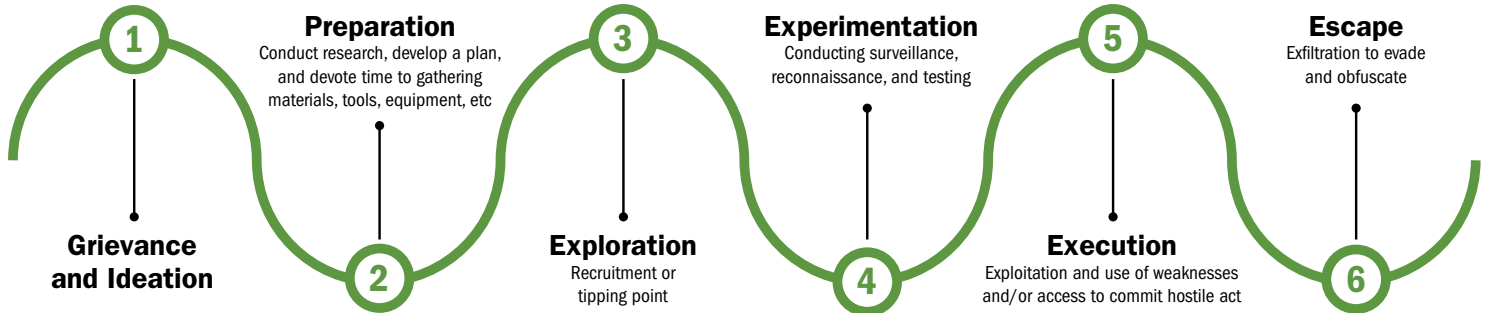 1
Grievance
and Ideation
Preparation
Conduct research, develop a plan,
and devote time to gathering
materials, tools, equipment, etc
2
3
Exploration
Recruitment or
tipping point
Experimentation
Conducting surveillance,
reconnaissance, and testing
4
5
Execution
Exploitation and use of weaknesses
and/or access to commit hostile act
Escape
Exfiltration to evade
and obfuscate
6